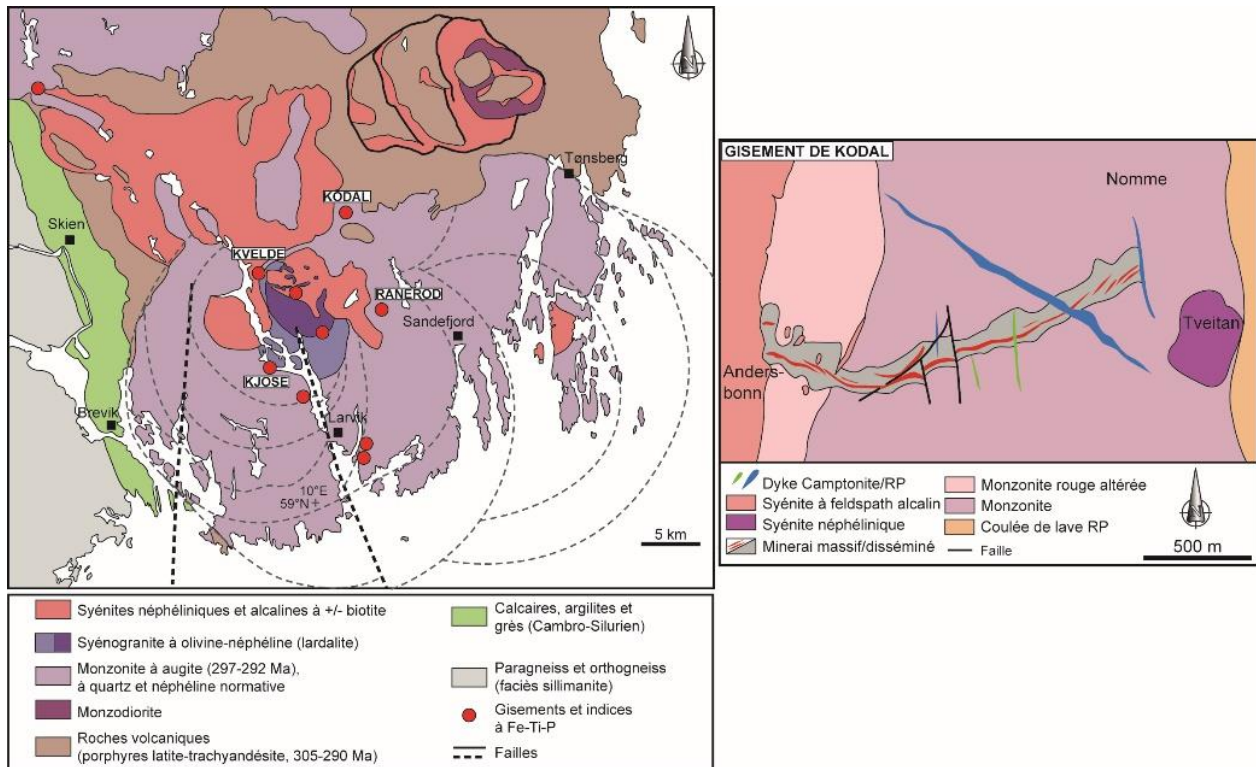 N
Tønsberg
KODAL
Skien
KVELDE
RANEROD
Sandefjord
KJOSE
Brevik
Larvik
10°E
59°N
5 km
Syénites néphéliniques et alcalines à +/- biotite
Syénogranite à olivine-néphéline (lardalite)
Monzonite à augite (297-292 Ma),
à quartz et néphéline normative
Monzodiorite
Roches volcaniques
(porphyres latite-trachyandésite, 305-290 Ma)
Calcaires, argilites et
grès (Cambro-Silurien)
Paragneiss et orthogneiss
(faciès sillimanite)
Gisements et indices
à Fe-Ti-P
Failles
GISEMENT DE KODAL
Nomme
Tveitan
Anders-
bonn
Dyke Camptonite/RP
Syénite à feldspath alcalin
Syénite néphélinique
Minerai massif/disséminé
Monzonite rouge altérée
Monzonite
Coulée de lave RP
Faille
N
500 m